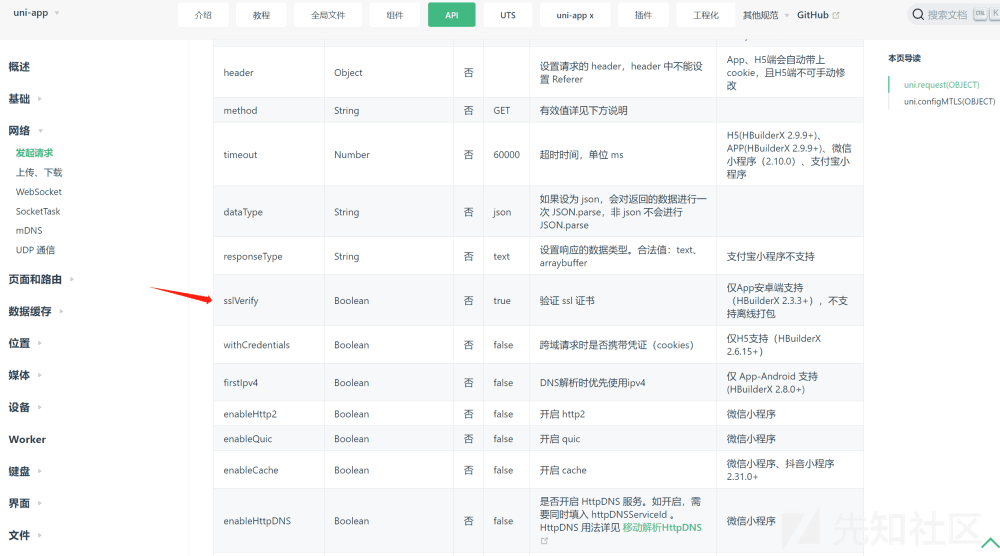 uni-app
介绍
教程
全局文件
组件
API
UTS
uni-app x
插件
工程化
其他规范
GitHub
搜索文档
K
概述
基础
网络
发起请求
上传、下载
WebSocket
SocketTask
mDNS
UDP 通信
页面和路由
数据缓存
位置
媒体
设备
Worker
键盘
界面
文件
header Object 否 设置请求的 header，header 中不能设
置 Referer
App、H5端会自动带上
cookie，且H5端不可手动修
改
method String 否 GET 有效值详见下方说明
timeout Number 否 60000 超时时间，单位 ms
H5(HBuilderX 2.9.9+)、
APP(HBuilderX 2.9.9+)、微信
小程序（2.10.0）、支付宝小
程序
dataType String 否 json
如果设为 json，会对返回的数据进行一
次 JSON.parse，非 json 不会进行
JSON.parse
responseType String 否 text
设置响应的数据类型。合法值：text、
arraybuffer
支付宝小程序不支持
sslVerify Boolean 否 true 验证 ssl 证书
仅App安卓端支持
（HBuilderX 2.3.3+），不支
持离线打包
withCredentials Boolean 否 false 跨域请求时是否携带凭证（cookies）
仅H5支持（HBuilderX
2.6.15+）
firstIpv4 Boolean 否 false DNS解析时优先使用ipv4
仅 App-Android 支持
(HBuilderX 2.8.0+)
enableHttp2 Boolean 否 false 开启 http2 微信小程序
enableQuic Boolean 否 false 开启 quic 微信小程序
enableCache Boolean 否 false 开启 cache
微信小程序、抖音小程序
2.31.0+
enableHttpDNS Boolean 否 false
是否开启 HttpDNS 服务。如开启，需
要同时填入 httpDNSServiceId 。
HttpDNS 用法详见 移动解析HttpDNS
微信小程序
本页导读
uni.request(OBJECT)
uni.configMTLS(OBJECT)
先知社区